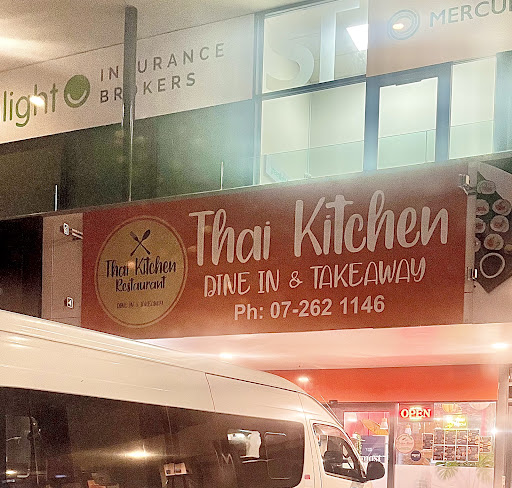 light INSURANCE
BROKERS
MERCU
Thai Kitchen
DINE IN & TAKEAWAY
Ph: 07-262 1146
Thai Kitchen
Restaurant
DINE IN & TAKEAWAY
OPEN